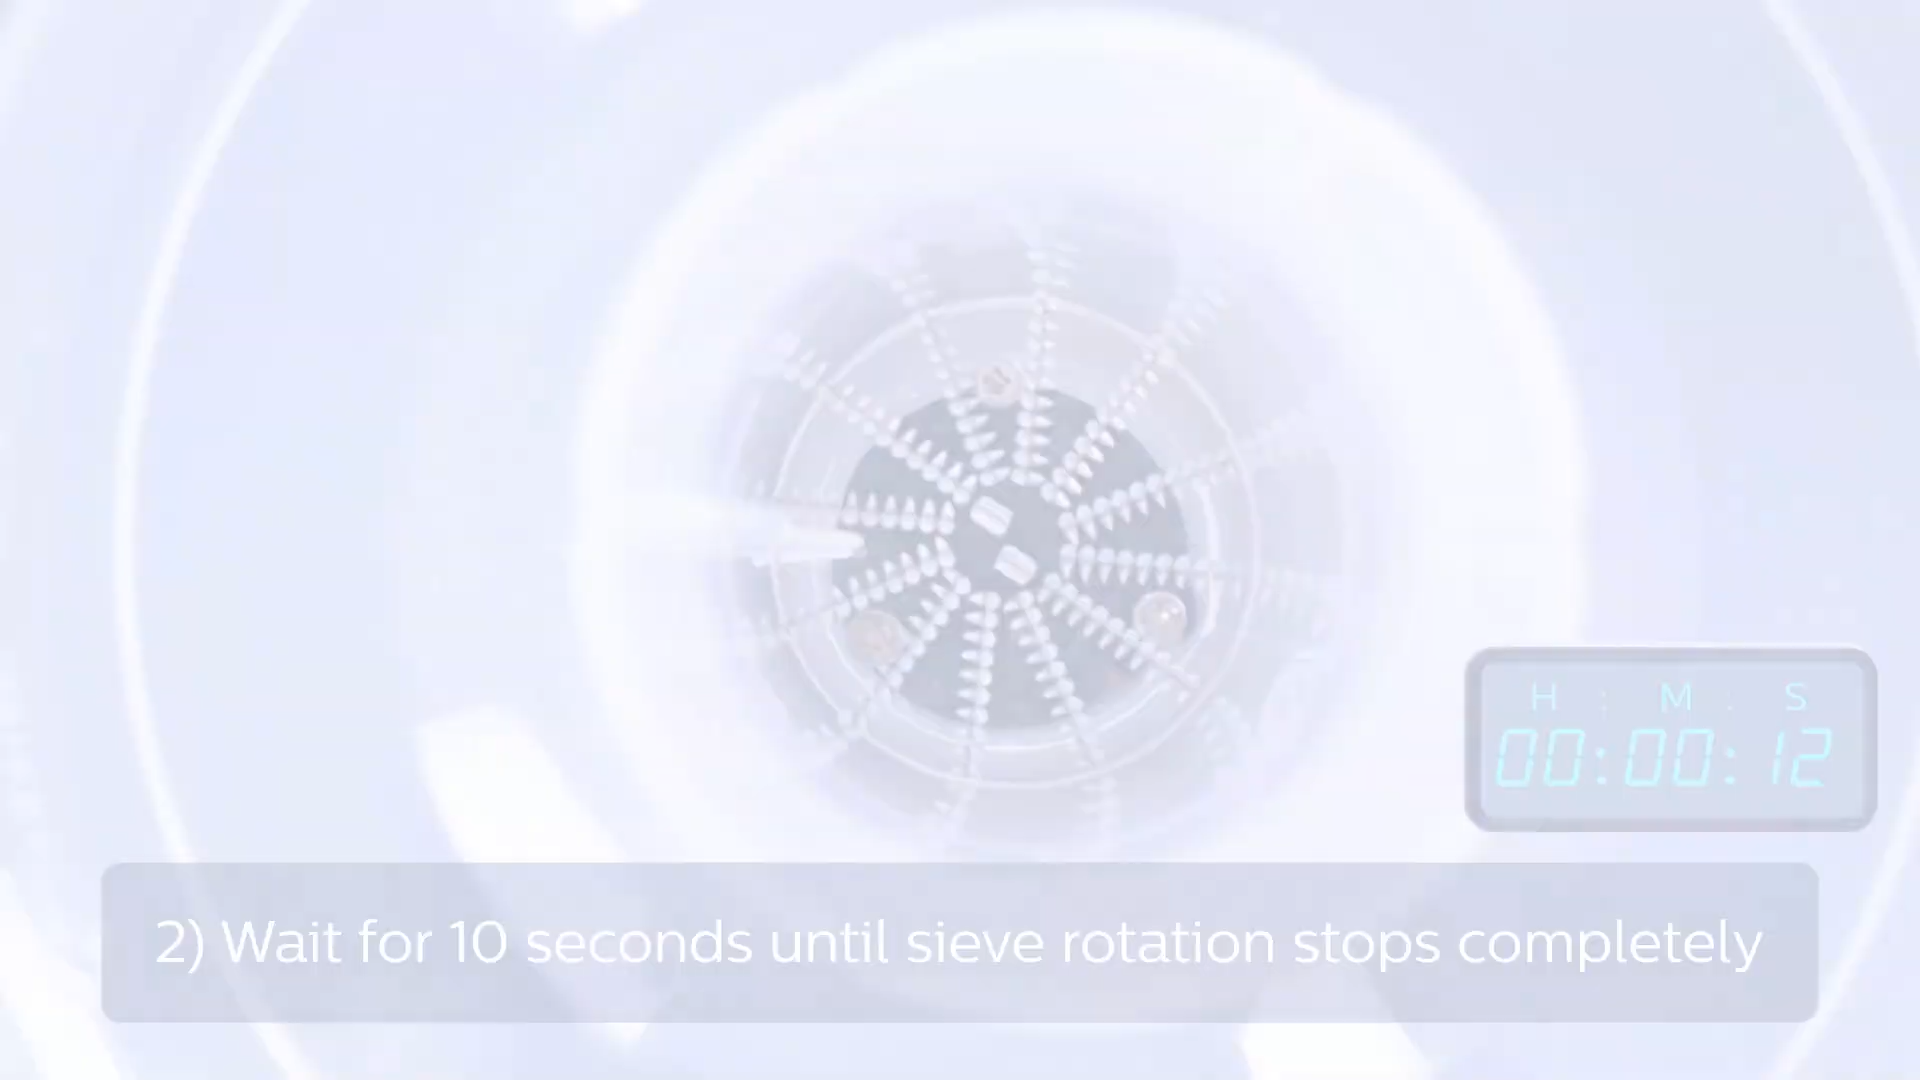 H : M : S
00:00:12
2) Wait for 10 seconds until sieve rotation stops completely